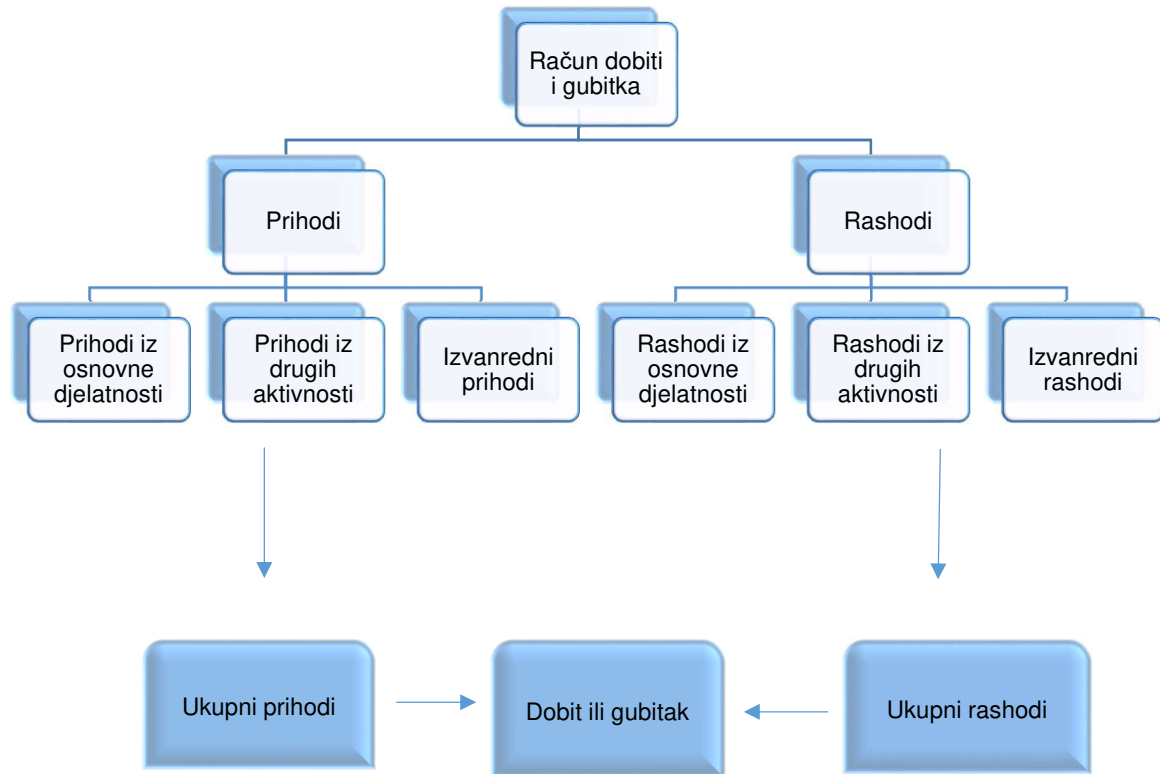 Račun dobiti
i gubitka
Prihodi
Rashodi
Prihodi iz
osnovne
djelatnosti
Prihodi iz
drugih
aktivnosti
Izvanredni
prihodi
Rashodi iz
osnovne
djelatnosti
Rashodi iz
drugih
aktivnosti
Izvanredni
rashodi
Ukupni prihodi
Dobit ili gubitak
Ukupni rashodi